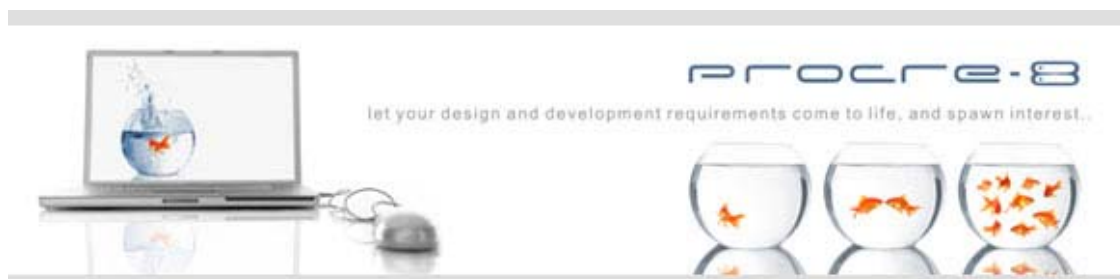 procre-8
let your design and development requirements come to life, and spawn interest..